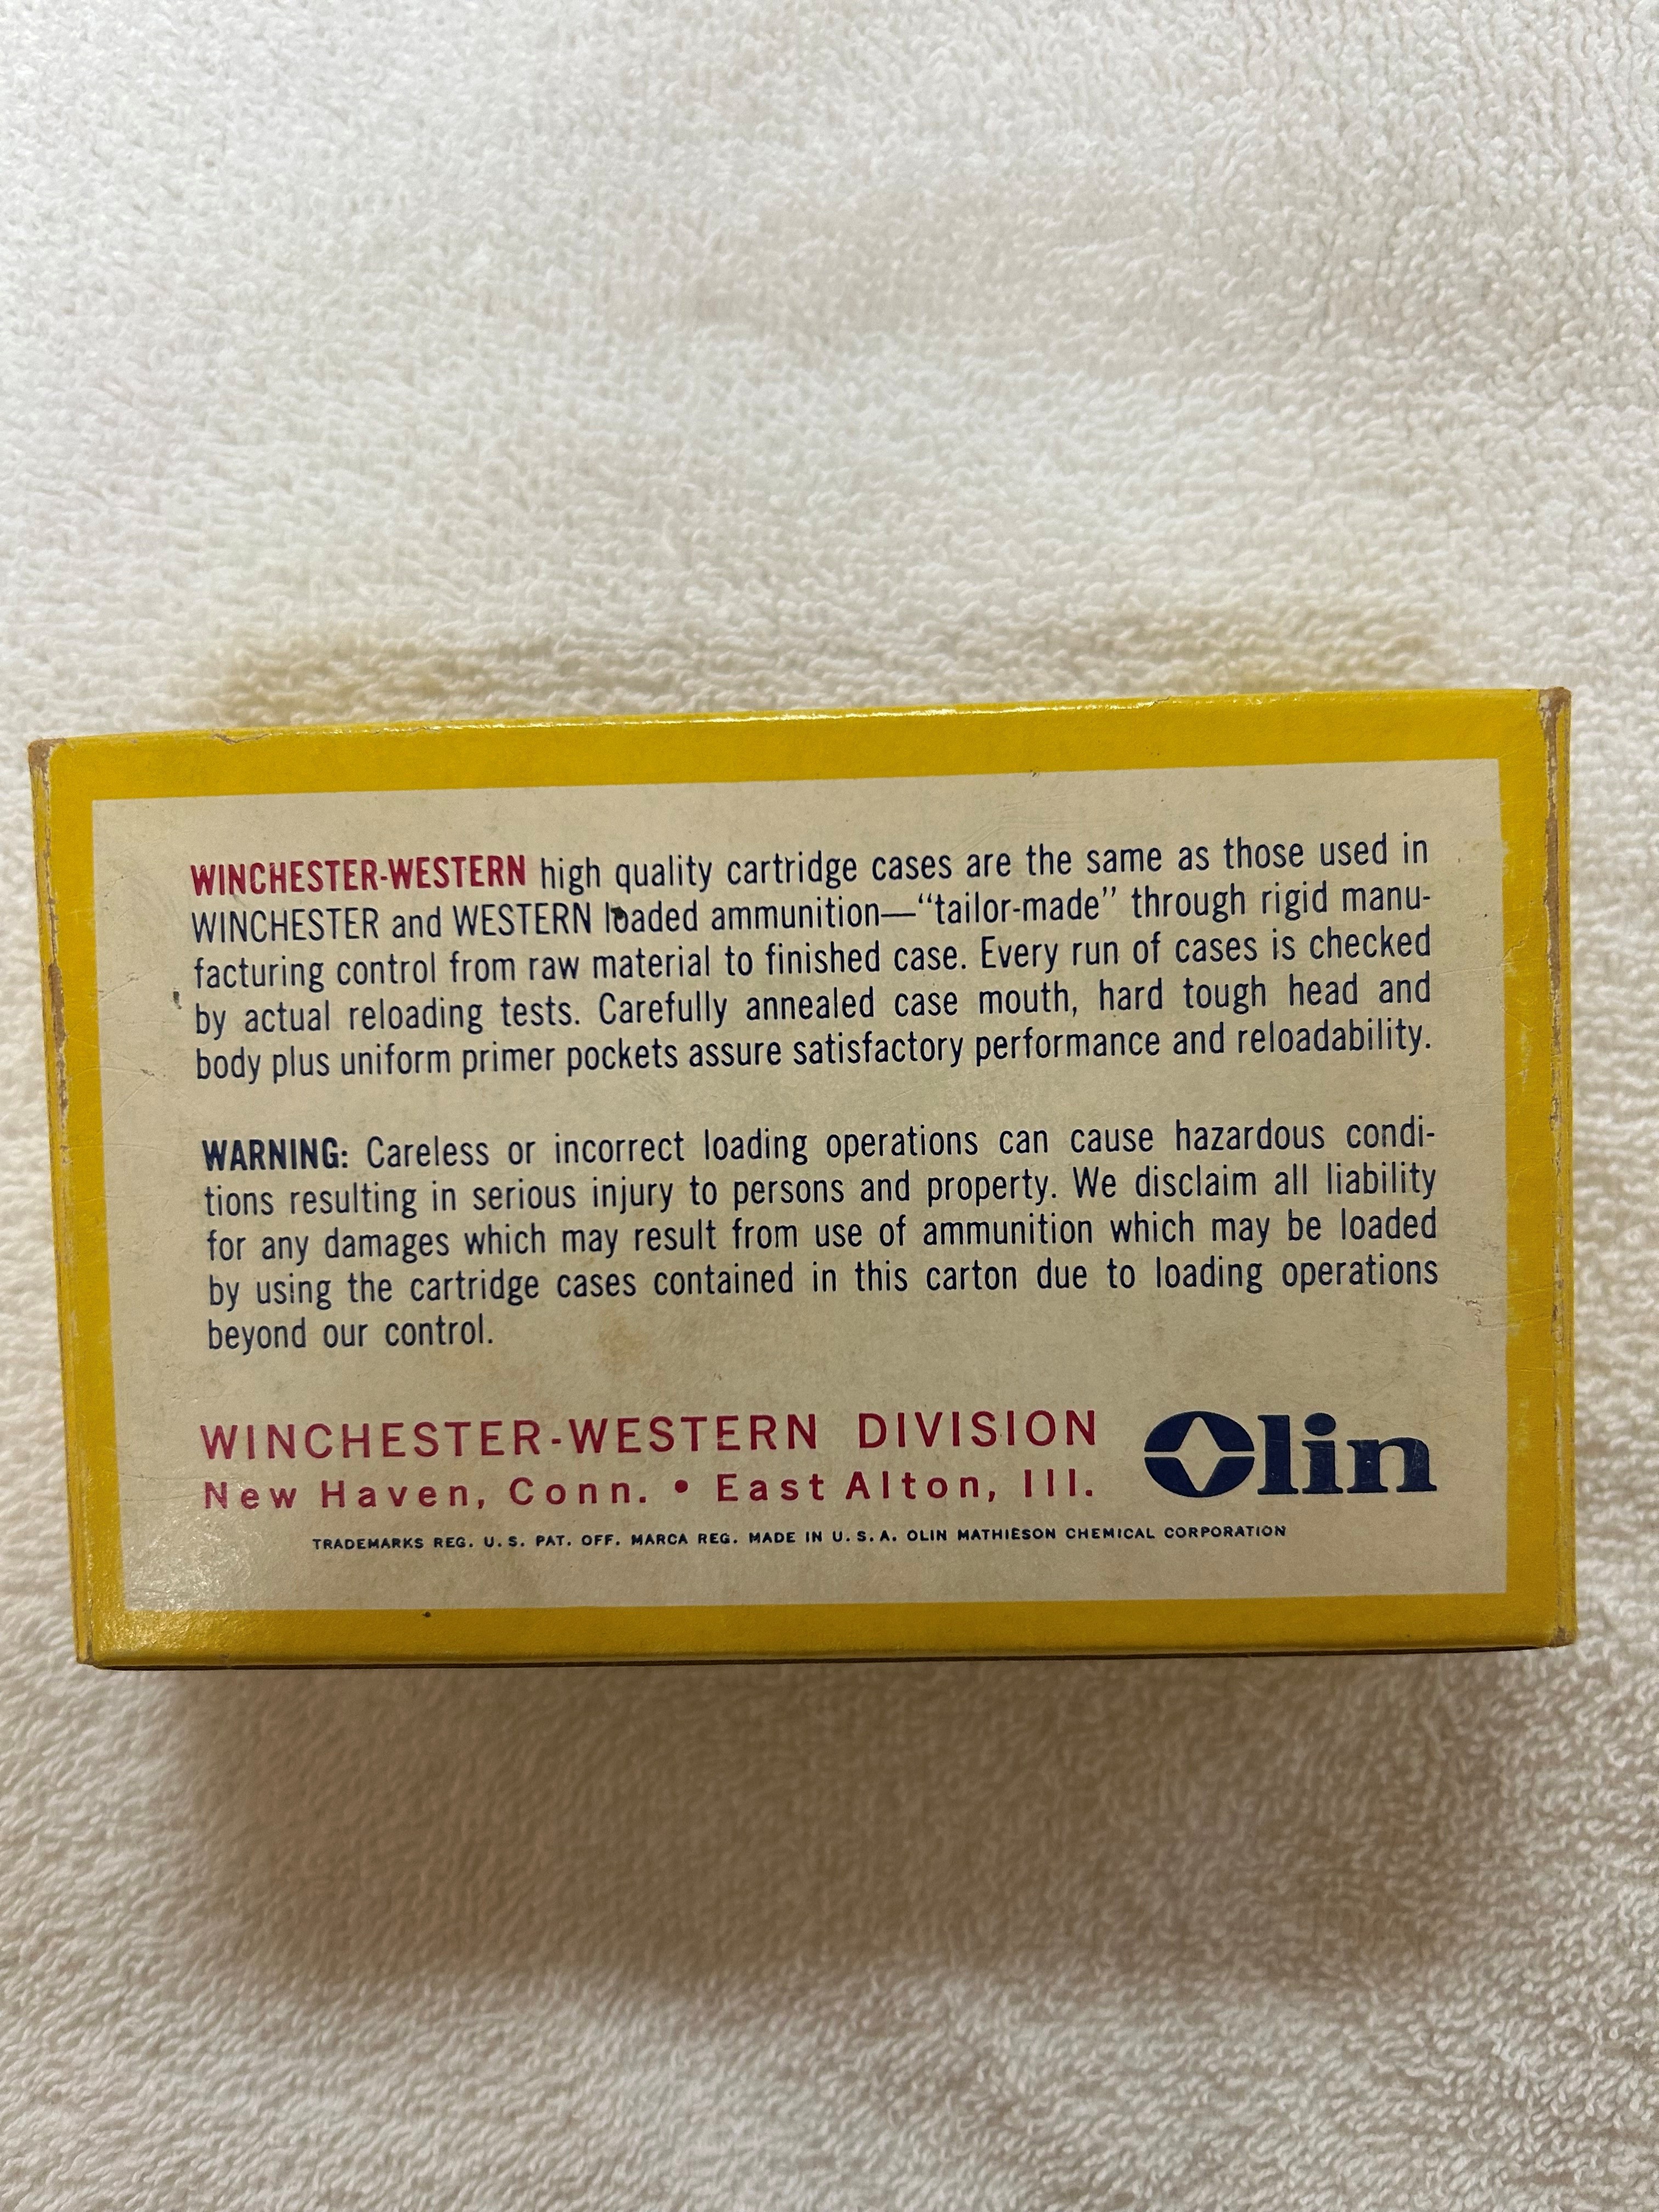 WINCHESTER-WESTERN high quality cartridge cases are the same as those used in
WINCHESTER and WESTERN loaded ammunition—“tailor-made” through rigid manu-
facturing control from raw material to finished case. Every run of cases is checked
by actual reloading tests. Carefully annealed case mouth, hard tough head and
body plus uniform primer pockets assure satisfactory performance and reloadability.
WARNING: Careless or incorrect loading operations can cause hazardous condi-
tions resulting in serious injury to persons and property. We disclaim all liability
for any damages which may result from use of ammunition which may be loaded
by using the cartridge cases contained in this carton due to loading operations
beyond our control.
WINCHESTER-WESTERN DIVISION Olin
New Haven, Conn. • East Alton, Ill.
TRADEMARKS REG. U. S. PAT. OFF. MARCA REG. MADE IN U. S. A. OLIN MATHIESON CHEMICAL CORPORATION